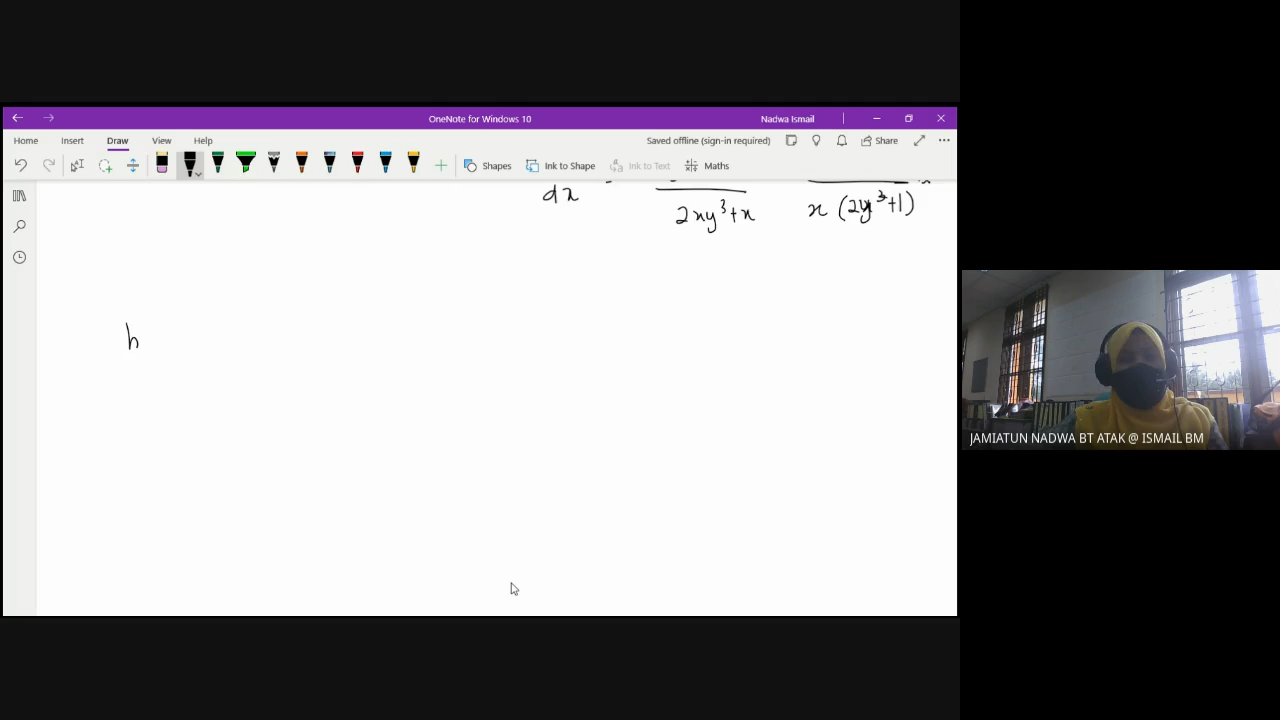 OneNote for Windows 10
Nadwa Ismail
Home Insert Draw View Help
Saved offline (sign-in required)
Share
Shapes Ink to Shape Ink to Text Maths
dx
2xy³+x
x (2y³+1)
h
JAMIATUN NADWA BT ATAK @ ISMAIL BM